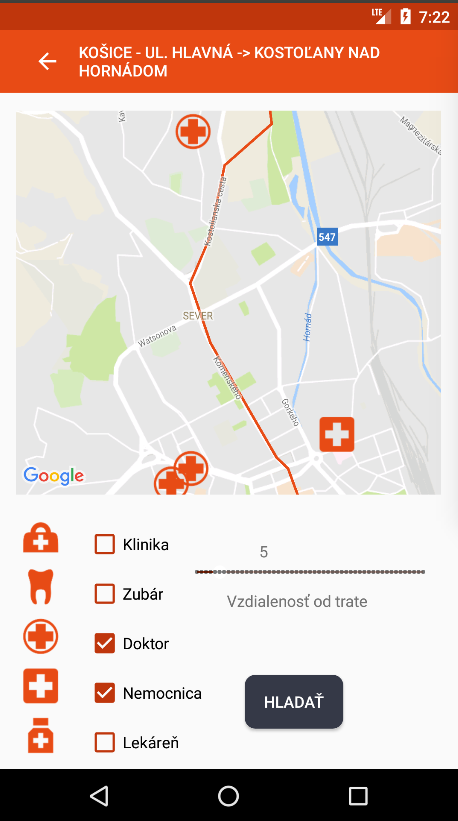 LTE 7:22
KOŠICE - UL. HLAVNÁ -> KOSTOĽANY NAD
HORNÁDOM
Kostolianska cesta
Magnezitárska
547
SEVER
Watsonova
Hornád
Komenského
Gorkého
Google
Klinika
5
Zubár
Vzdialenosť od trate
Doktor
Nemocnica
HLADAŤ
Lekáreň